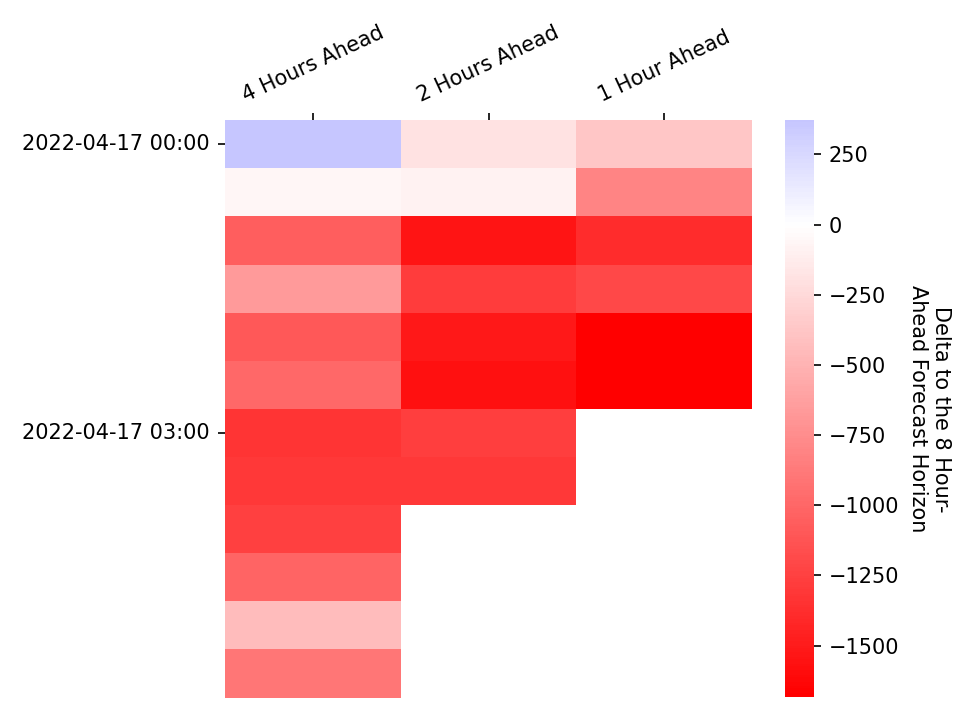 4 Hours Ahead
2 Hours Ahead
1 Hour Ahead
2022-04-17 00:00
2022-04-17 03:00
250
0
−250
−500
−750
−1000
−1250
−1500
Delta to the 8 Hour-
Ahead Forecast Horizon